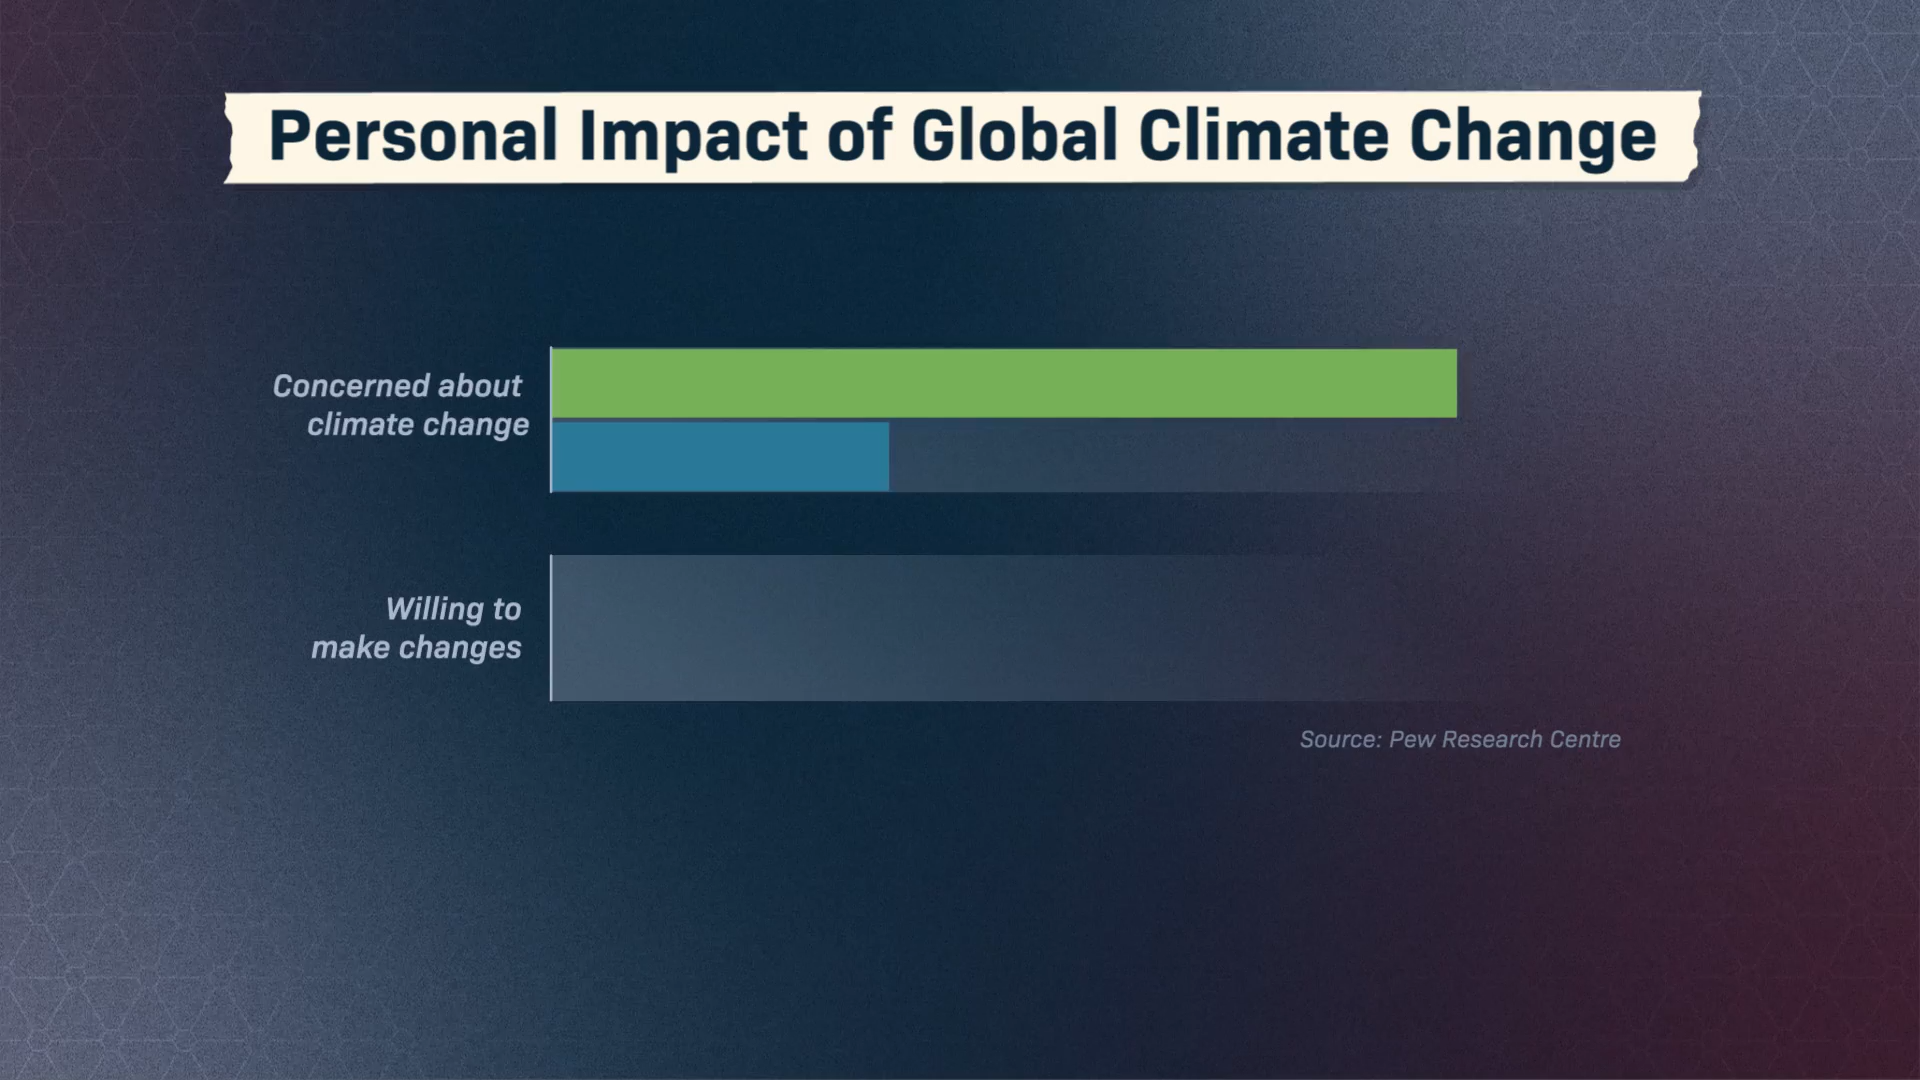 Personal Impact of Global Climate Change
Concerned about
climate change
Willing to
make changes
Source: Pew Research Centre